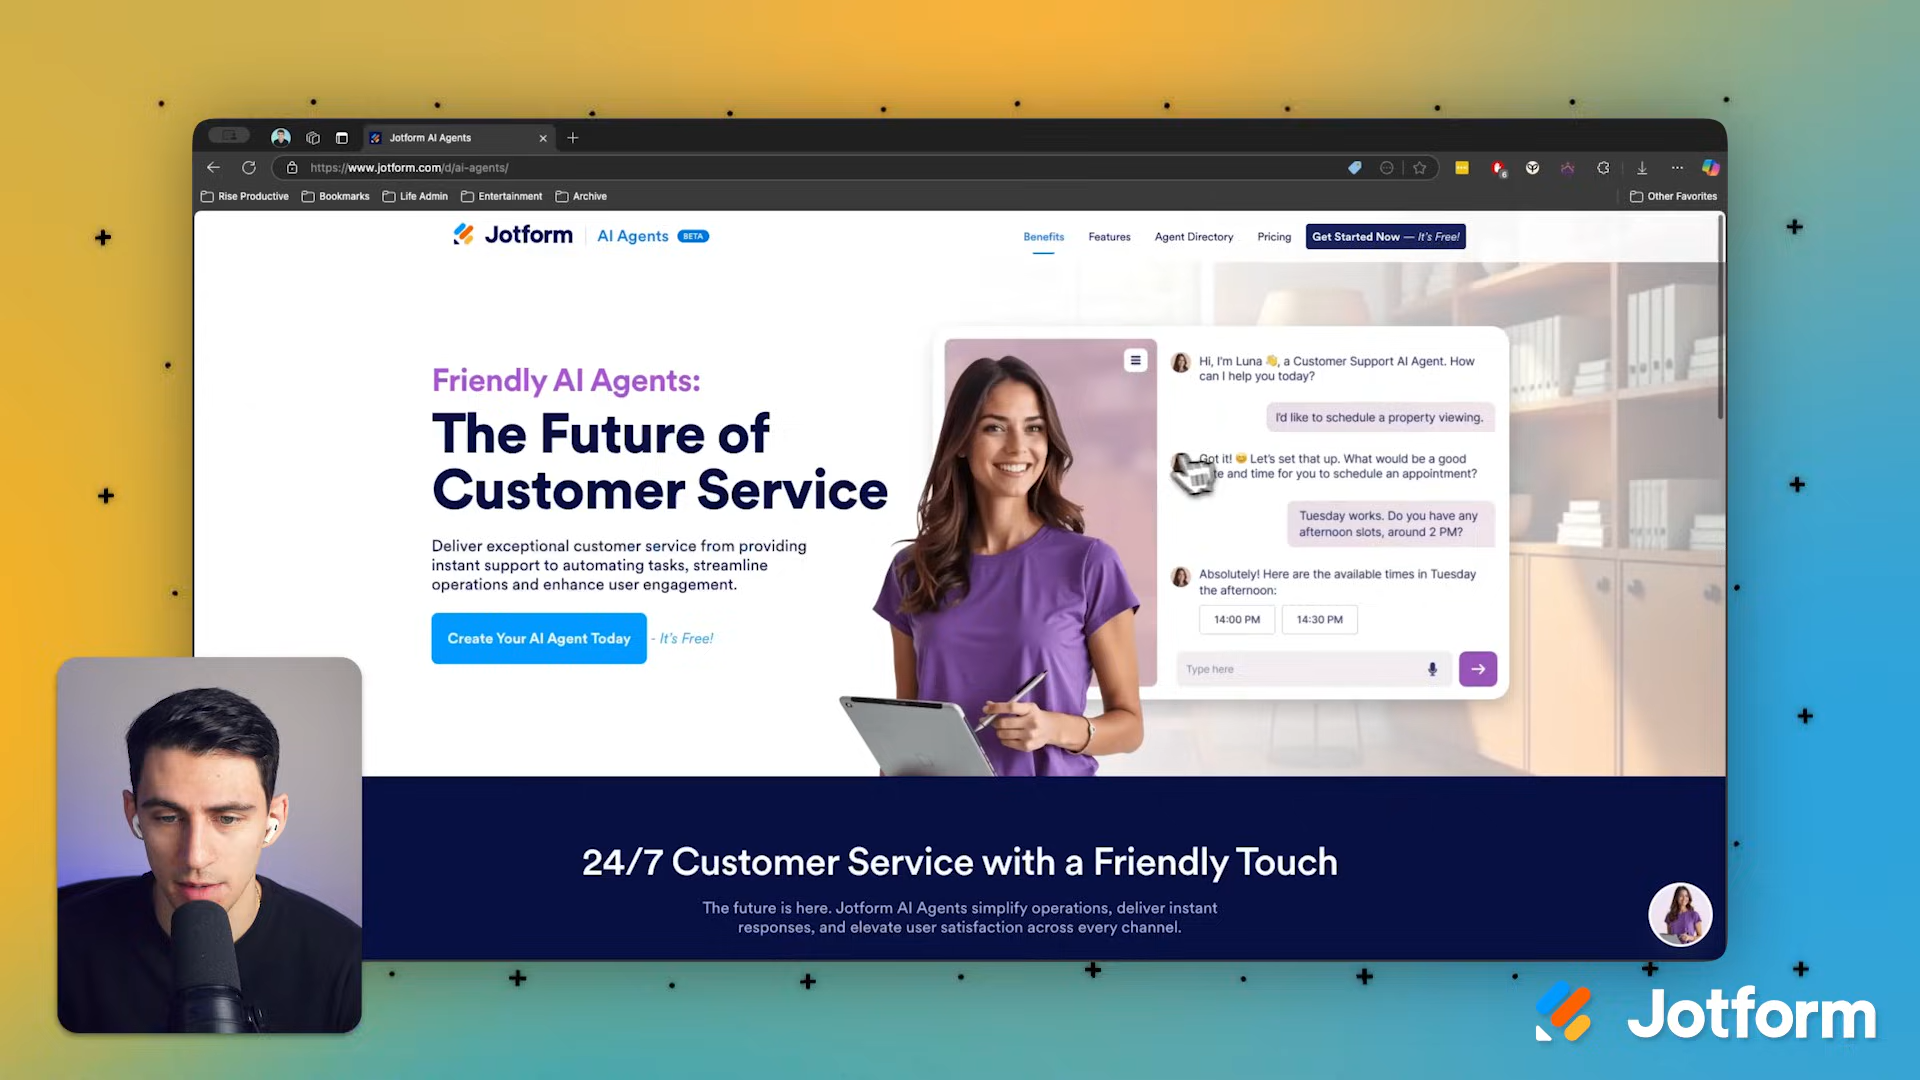 Jotform AI Agents
https://www.jotform.com/d/ai-agents/
6
Rise Productive
Bookmarks
Life Admin
Entertainment
Archive
Other Favorites
Jotform
AI Agents
BETA
Benefits
Features
Agent Directory
Pricing
Get Started Now — It's Free!
Friendly AI Agents:
The Future of
Customer Service
Deliver exceptional customer service from providing
instant support to automating tasks, streamline
operations and enhance user engagement.
Create Your AI Agent Today
- It's Free!
Hi, I'm Luna 👋, a Customer Support AI Agent. How
can I help you today?
I'd like to schedule a property viewing.
Got it! 😊 Let's set that up. What would be a good
and time for you to schedule an appointment?
Tuesday works. Do you have any
afternoon slots, around 2 PM?
Absolutely! Here are the available times in Tuesday
the afternoon:
14:00 PM
14:30 PM
Type here
24/7 Customer Service with a Friendly Touch
The future is here. Jotform AI Agents simplify operations, deliver instant
responses, and elevate user satisfaction across every channel.
Jotform